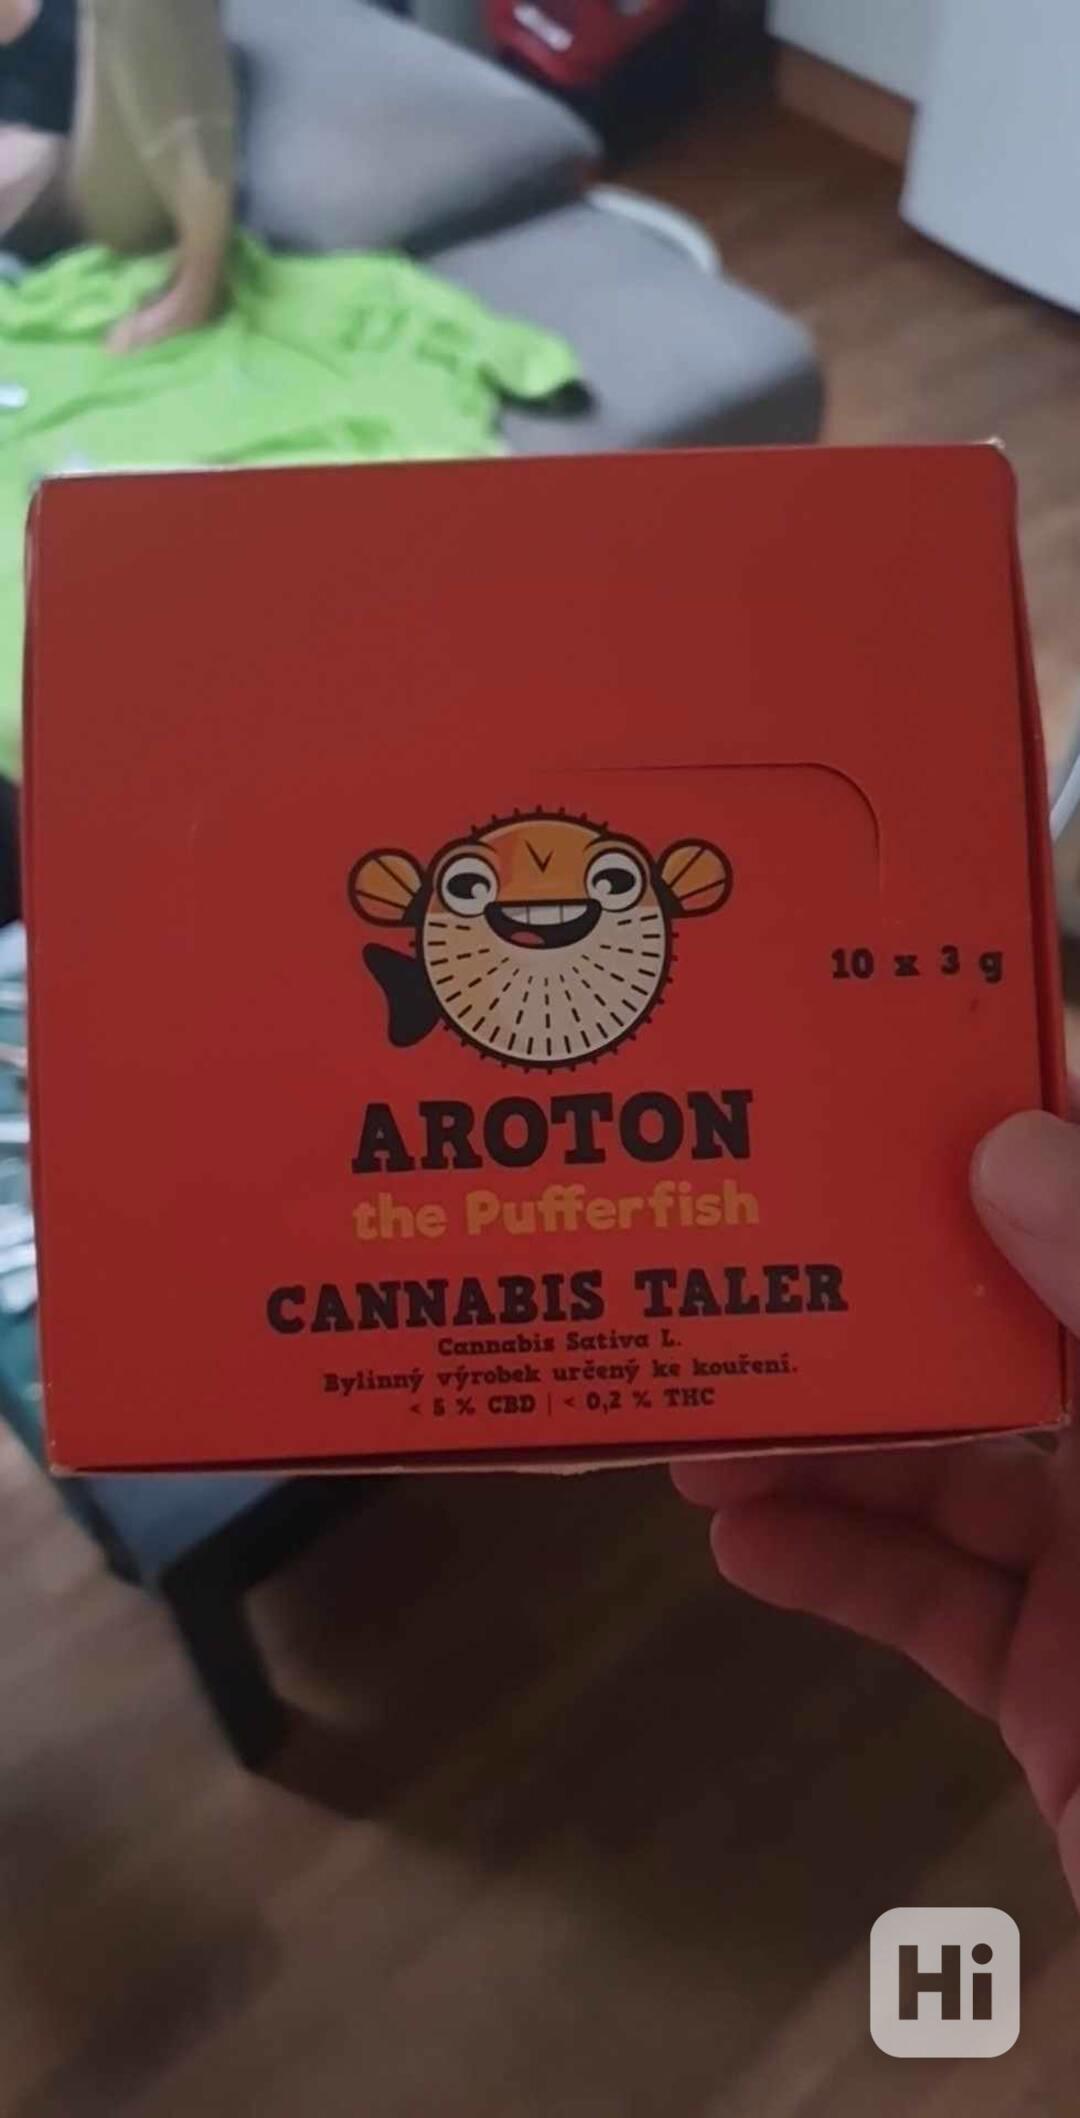 10 x 3 g
AROTON
the Pufferfish
CANNABIS TALER
Cannabis Sativa L.
Bylinný výrobek určený ke kouření.
< 5 % CBD | < 0,2 % THC
Hi